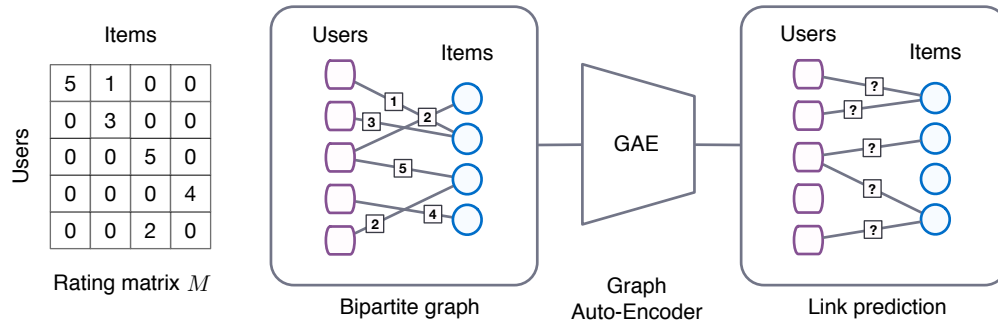 Items
Users
5 1 0 0
0 3 0 0
0 0 5 0
0 0 0 4
0 0 2 0
Rating matrix M
Users
Items
1
2
3
5
4
2
Bipartite graph
GAE
Graph
Auto-Encoder
Users
Items
?
?
?
?
?
Link prediction